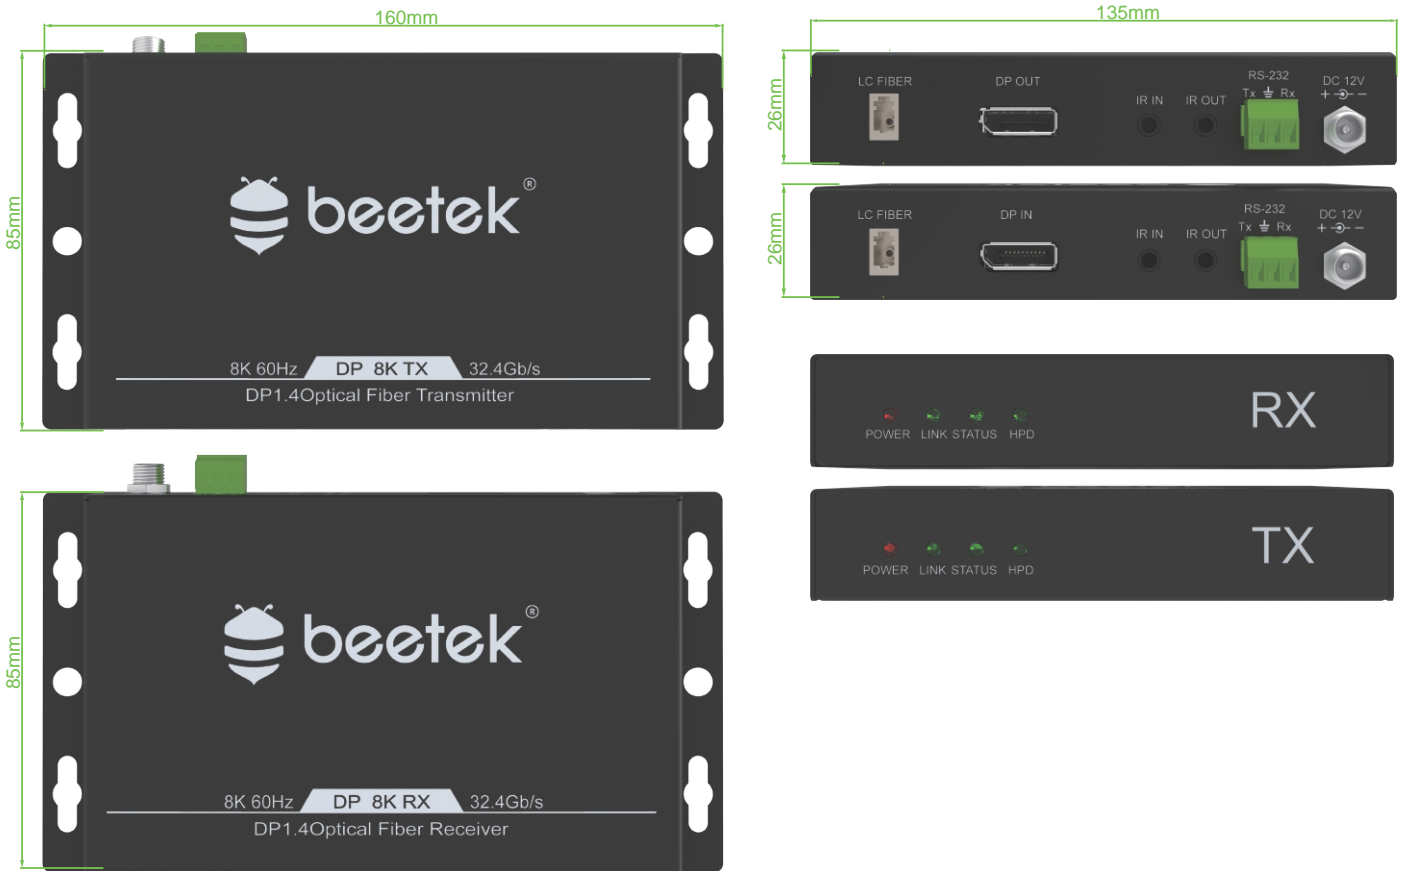 160mm
85mm
beetek®
8K 60Hz DP 8K TX 32.4Gb/s
DP1.4Optical Fiber Transmitter
85mm
beetek®
8K 60Hz DP 8K RX 32.4Gb/s
DP1.4Optical Fiber Receiver
135mm
26mm
LC FIBER DP OUT IR IN IR OUT RS-232 DC 12V
Tx Rx + −
26mm
LC FIBER DP IN IR IN IR OUT RS-232 DC 12V
Tx Rx + −
RX
POWER LINK STATUS HPD
TX
POWER LINK STATUS HPD